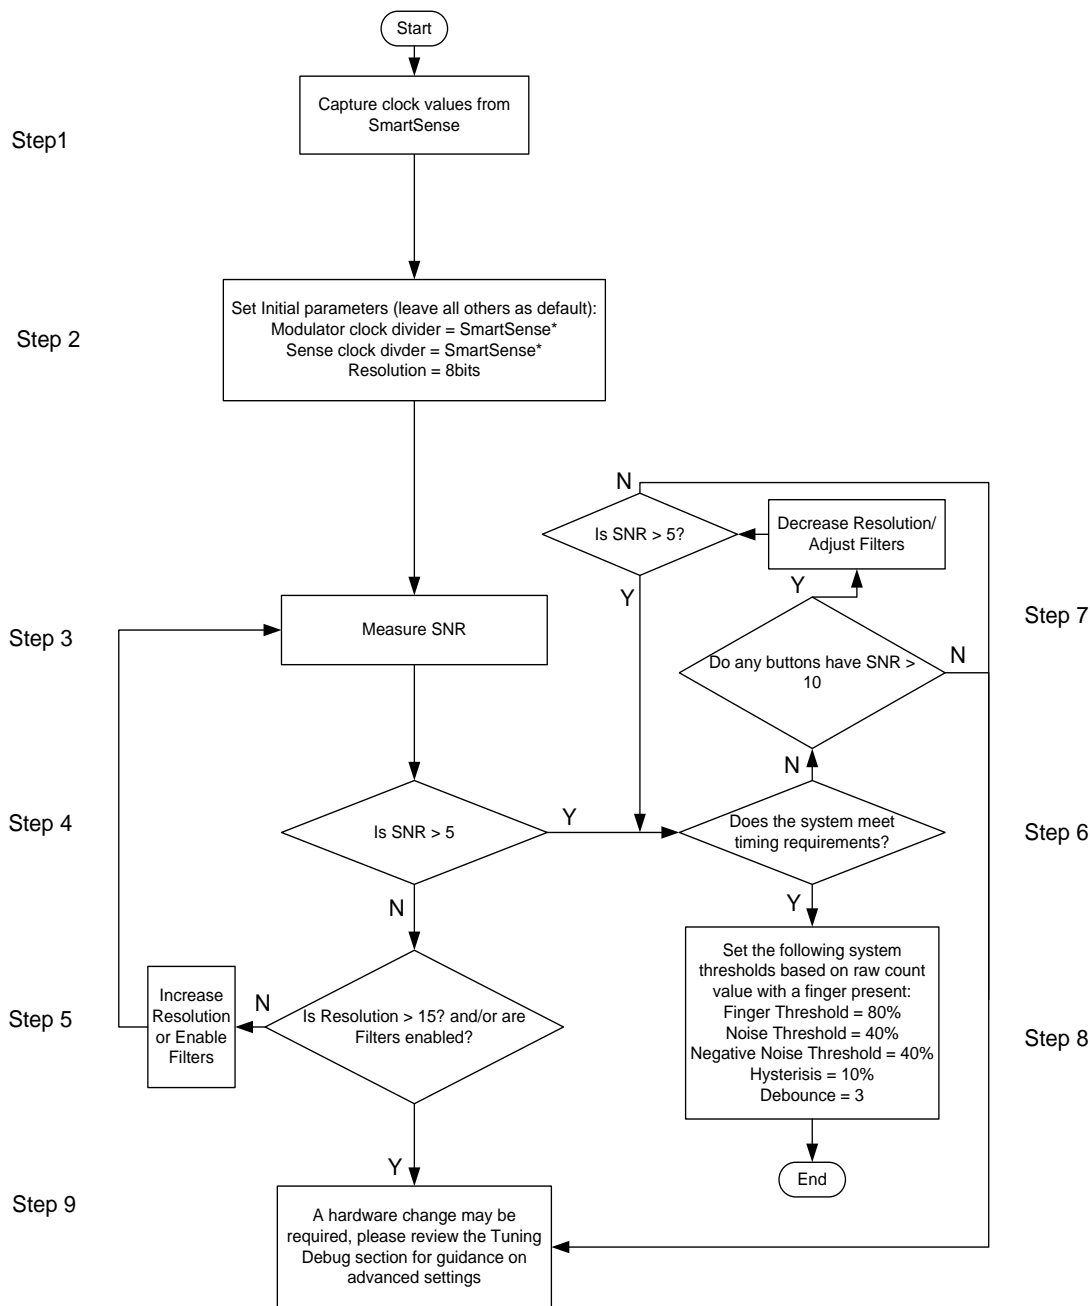 Start
Capture clock values from
SmartSense
Step1
Set Initial parameters (leave all others as default):
Modulator clock divider = SmartSense*
Sense clock divder = SmartSense*
Resolution = 8bits
Step 2
N
Is SNR > 5?
Decrease Resolution/
Adjust Filters
Y
Y
Step 7
Measure SNR
Step 3
Do any buttons have SNR >
10
N
N
Step 4
Is SNR > 5
Y
Does the system meet
timing requirements?
Step 6
N
Y
Set the following system
thresholds based on raw count
value with a finger present:
Finger Threshold = 80%
Noise Threshold = 40%
Negative Noise Threshold = 40%
Hysterisis = 10%
Debounce = 3
Step 8
Step 5
Increase
Resolution
or Enable
Filters
N
Is Resolution > 15? and/or are
Filters enabled?
Y
End
Step 9
A hardware change may be
required, please review the Tuning
Debug section for guidance on
advanced settings